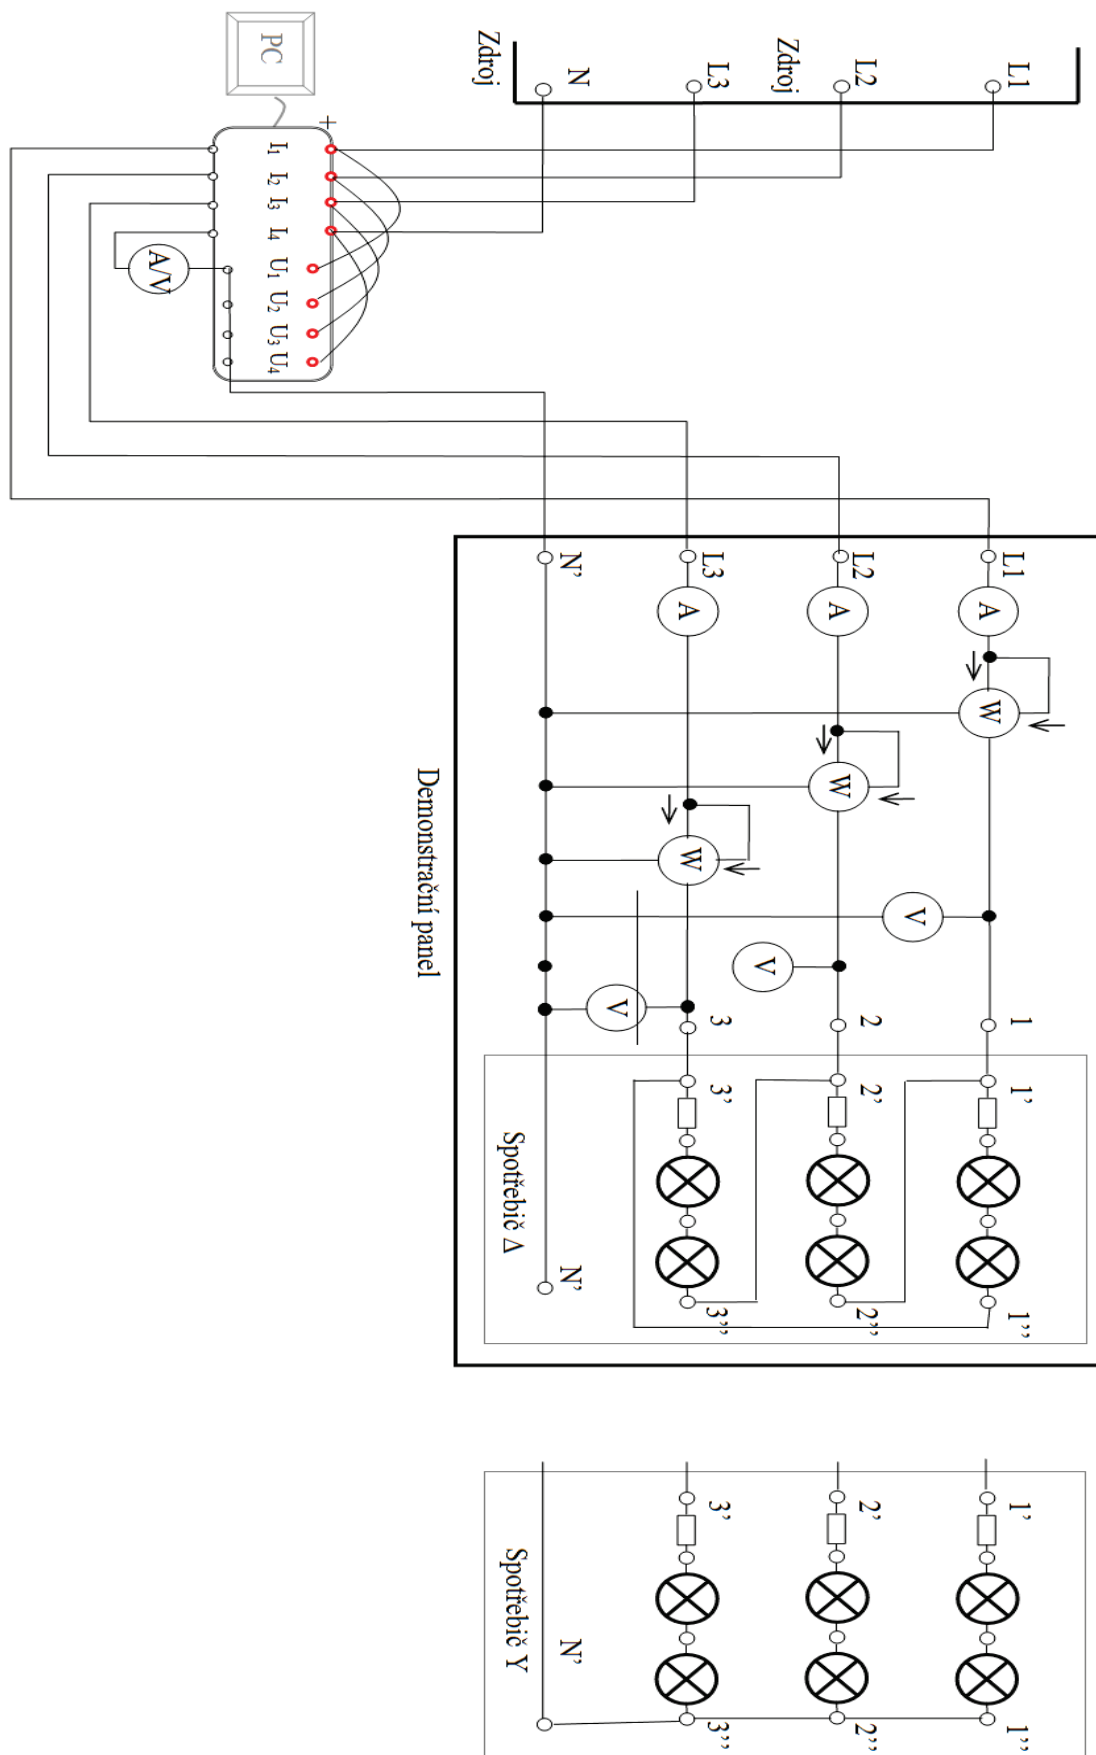 PC
Zdroj
N
L3
Zdroj
L2
L1
+
I₁
I₂
I₃
I₄
U₁
U₂
U₃
U₄
A/V
L1
L2
L3
N’
A
A
A
W
W
W
V
V
V
1
2
3
1’
2’
3’
1’’
2’’
3’’
N’
Spotřebič Δ
Demonstrační panel
1’
2’
3’
1’’
2’’
3’’
N’
Spotřebič Y